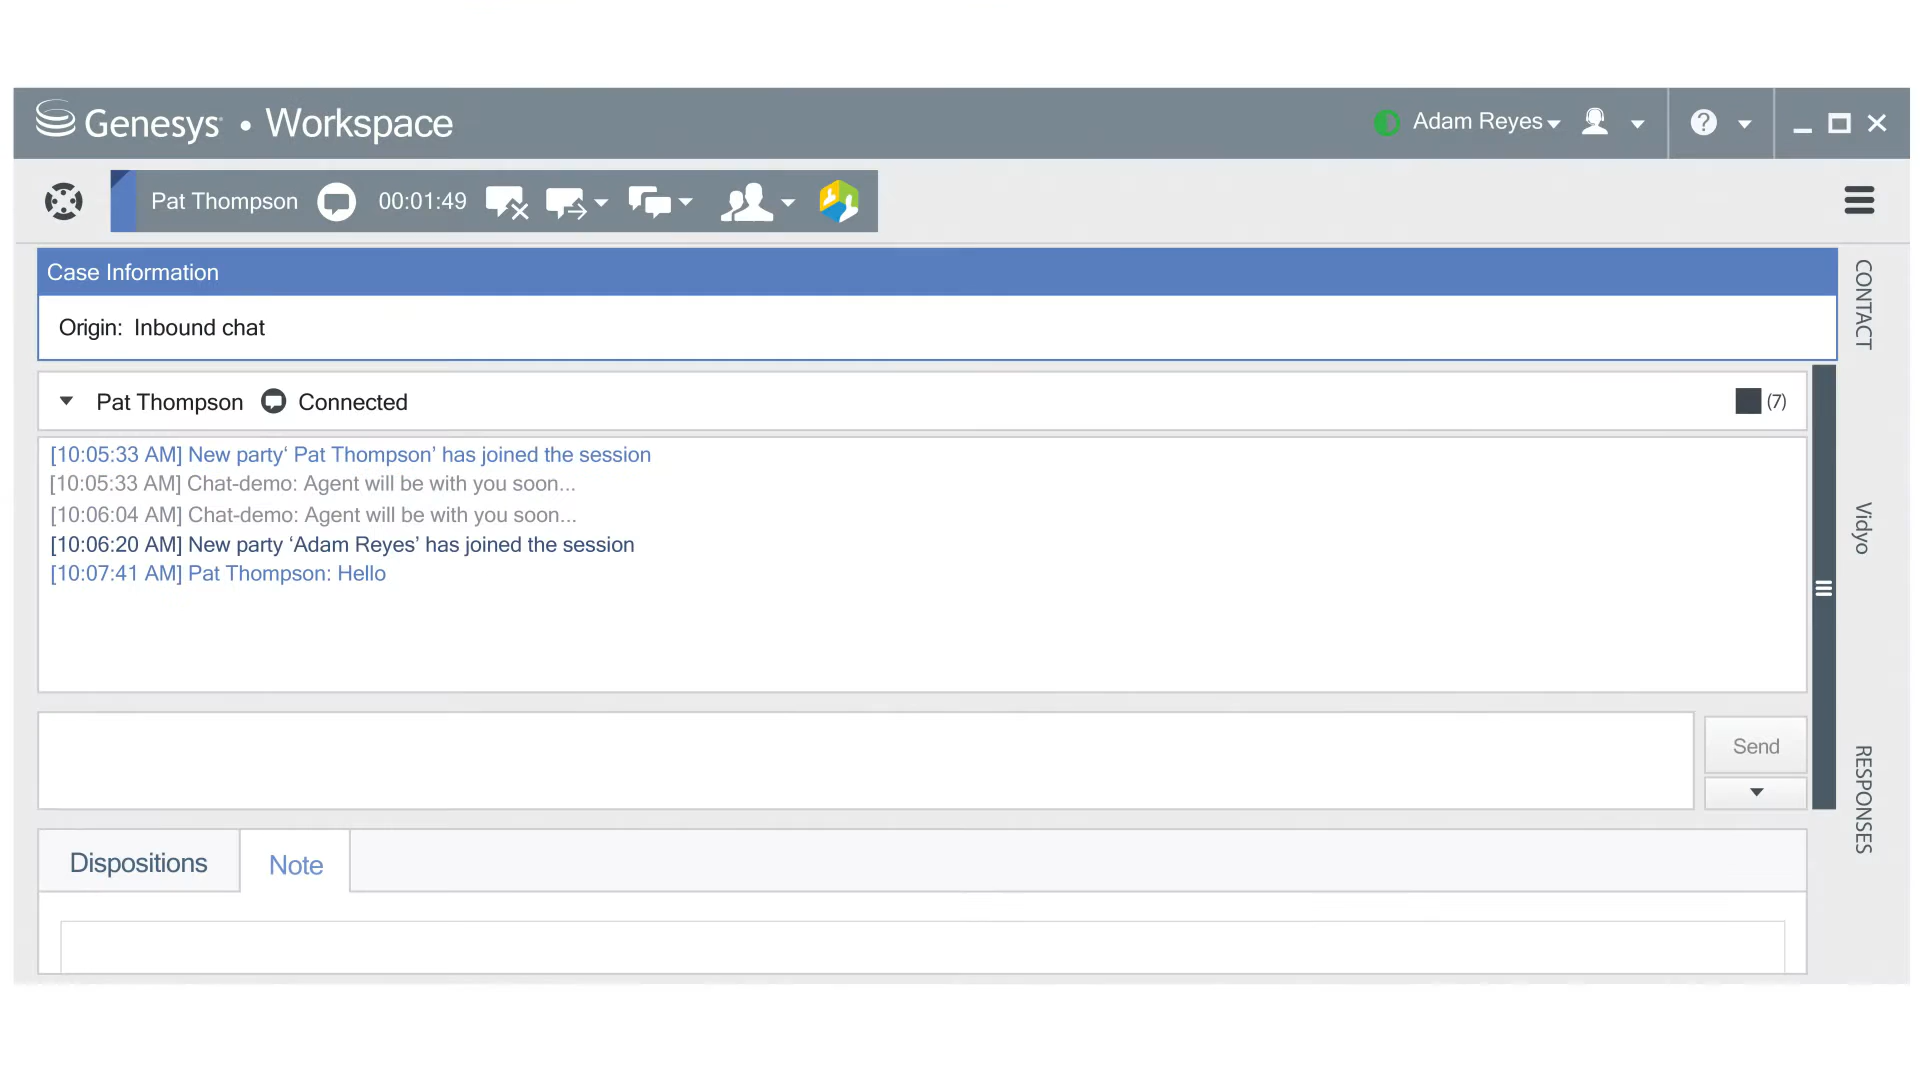 Genesys • Workspace
Adam Reyes
?
Pat Thompson
00:01:49
Case Information
Origin: Inbound chat
Pat Thompson
Connected
(7)
[10:05:33 AM] New party‘ Pat Thompson’ has joined the session
[10:05:33 AM] Chat-demo: Agent will be with you soon...
[10:06:04 AM] Chat-demo: Agent will be with you soon...
[10:06:20 AM] New party ‘Adam Reyes’ has joined the session
[10:07:41 AM] Pat Thompson: Hello
Send
Dispositions
Note
CONTACT
Vidyo
RESPONSES